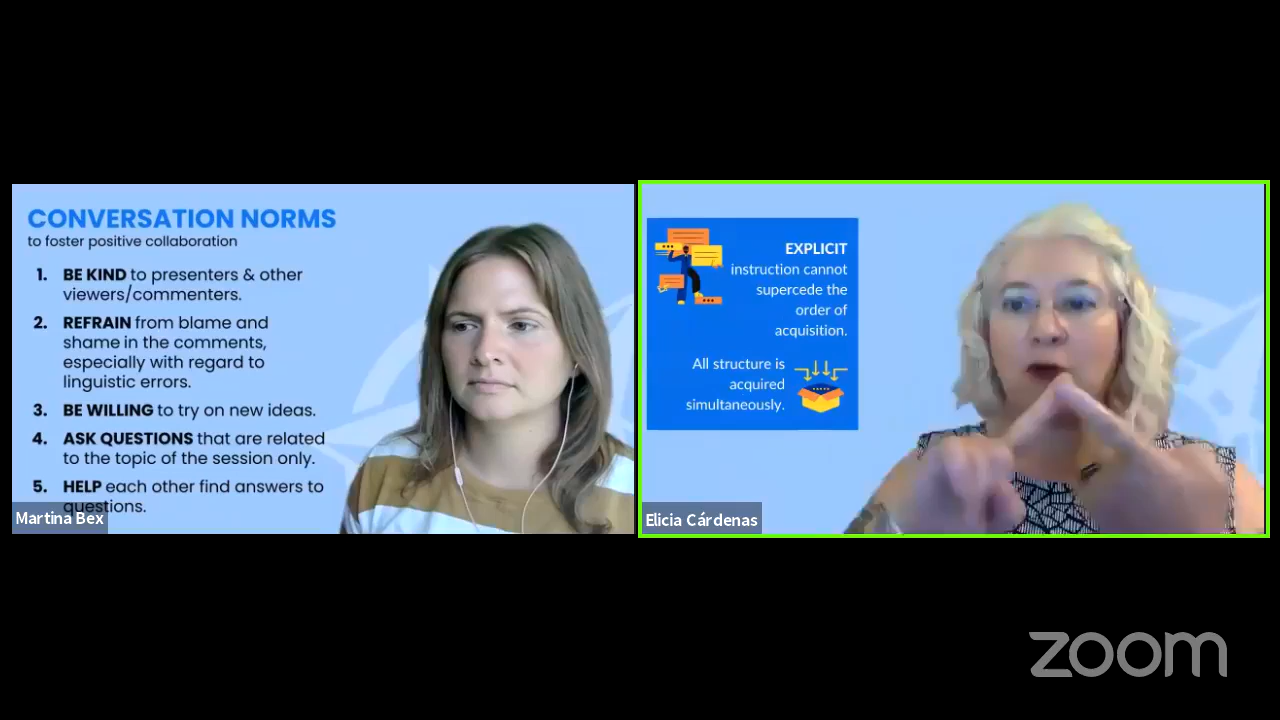 CONVERSATION NORMS
to foster positive collaboration
1. BE KIND to presenters & other
viewers/commenters.
2. REFRAIN from blame and
shame in the comments,
especially with regard to
linguistic errors.
3. BE WILLING to try on new ideas.
4. ASK QUESTIONS that are related
to the topic of the session only.
5. HELP each other find answers to
questions.
Martina Bex
EXPLICIT
instruction cannot
supercede the
order of
acquisition.
All structure is
acquired
simultaneously.
Elicia Cárdenas
zoom